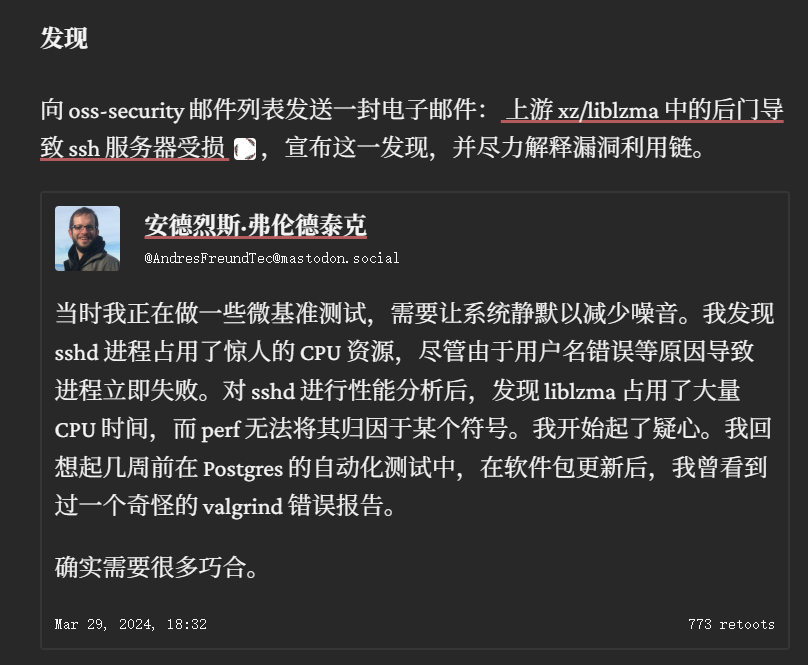 发现
向 oss-security 邮件列表发送一封电子邮件： 上游 xz/liblzma 中的后门导
致 ssh 服务器受损 ，宣布这一发现，并尽力解释漏洞利用链。
安德烈斯·弗伦德泰克
@AndresFreundTec@mastodon.social
当时我正在做一些微基准测试，需要让系统静默以减少噪音。我发现
sshd 进程占用了惊人的 CPU 资源，尽管由于用户名错误等原因导致
进程立即失败。对 sshd 进行性能分析后，发现 liblzma 占用了大量
CPU 时间，而 perf 无法将其归因于某个符号。我开始起了疑心。我回
想起几周前在 Postgres 的自动化测试中，在软件包更新后，我曾看到
过一个奇怪的 valgrind 错误报告。
确实需要很多巧合。
Mar 29, 2024, 18:32
773 retoots